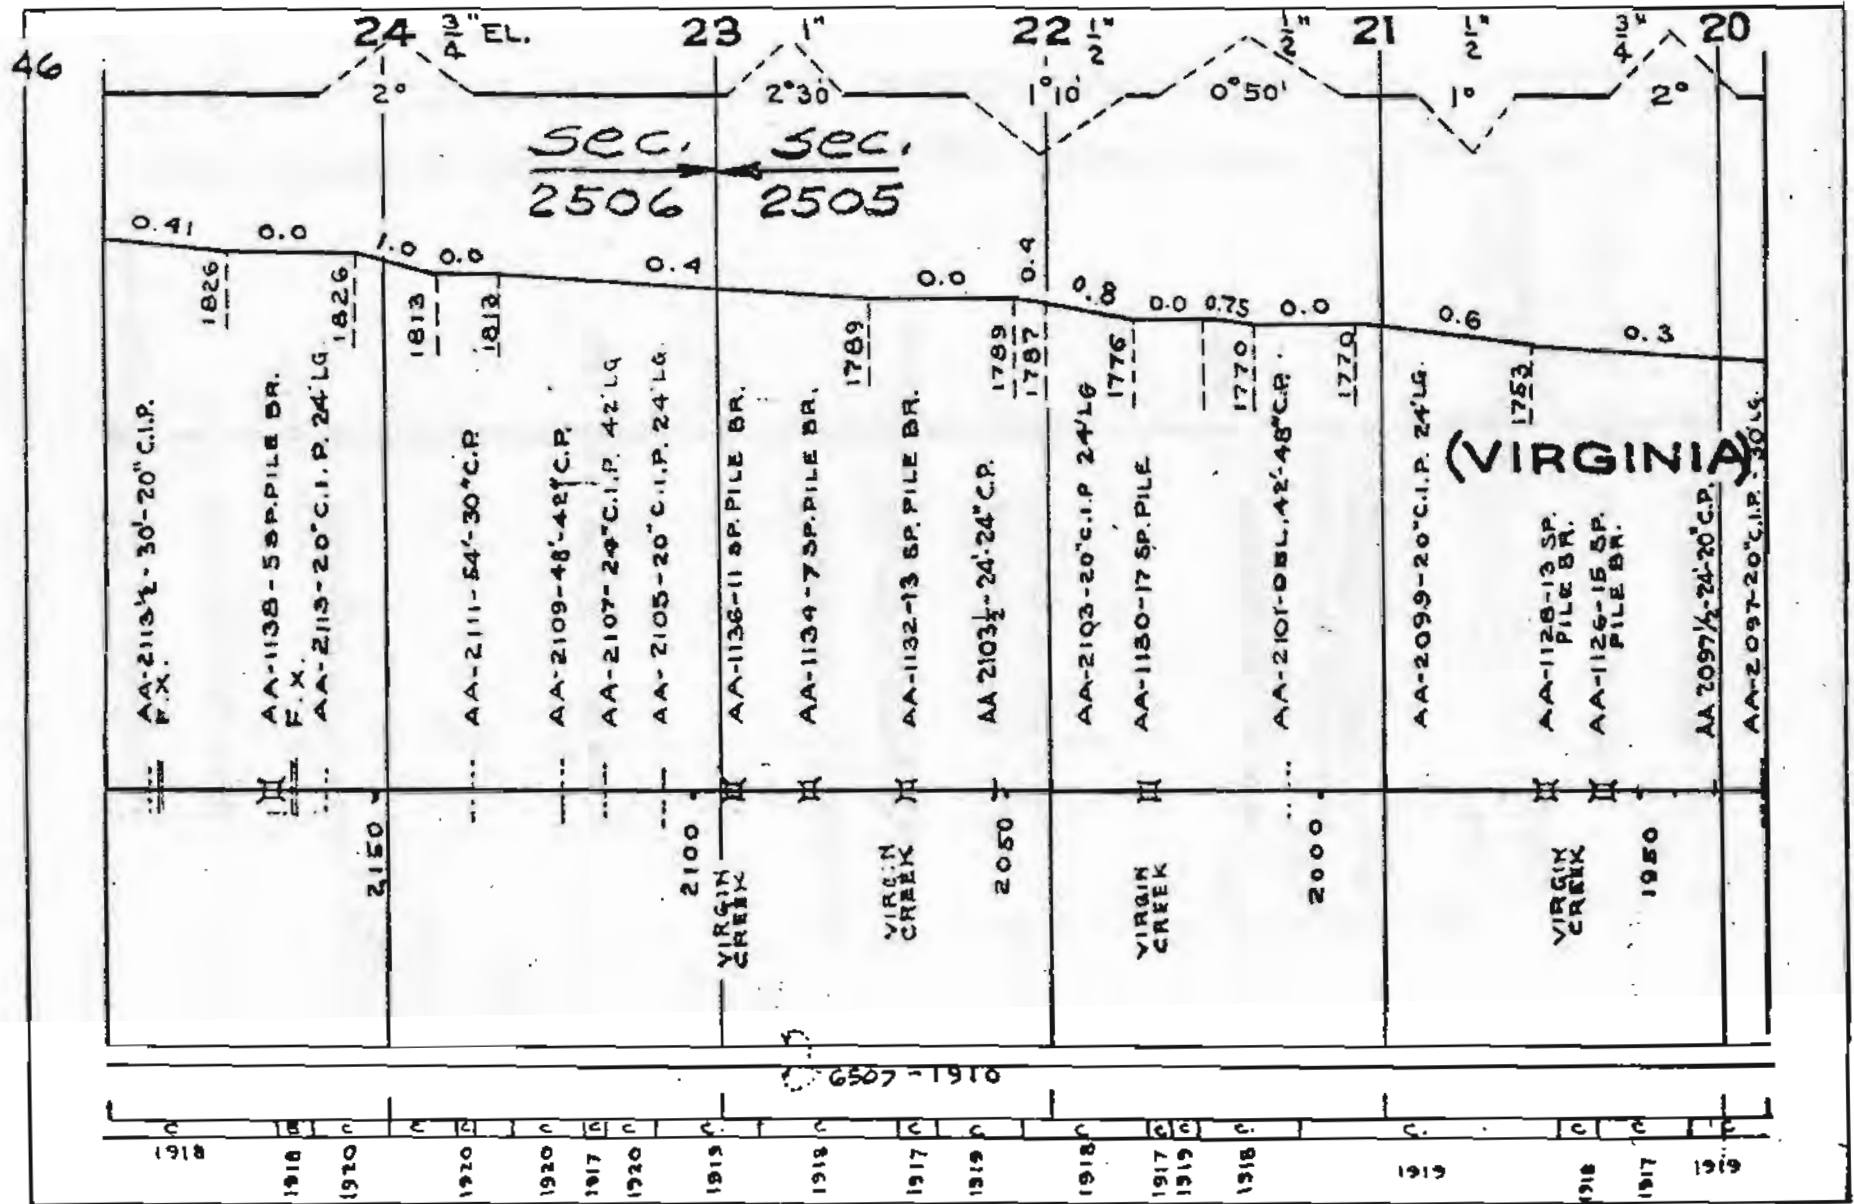 46
24
1¾" EL.
23
1"
22
½"
½"
21
½"
1¾"
20
2°
2°30'
1°10'
0°50'
1°
2°
SEC. 2506
SEC. 2505
0.41
0.0
1.0
0.0
0.4
0.0
0.4
0.8
0.0
0.75
0.0
0.6
0.3
1826
1826
1813
1813
1789
1789
1787
1776
1770
1770
1753
(VIRGINIA)
AA-2113½-30'-20" C.I.P.
F.X.
AA-1138-5 SP. PILE BR.
F.X.
AA-2113-20" C.I.P. 24' LG.
AA-2111-54'-30" C.P.
AA-2109-48'-42" C.P.
AA-2107-24" C.I.P. 42' LG
AA-2105-20" C.I.P. 24' LG.
AA-1136-11 SP. PILE BR.
AA-1134-7 SP. PILE BR.
AA-1132-13 SP. PILE BR.
AA 2103½-24'-24" C.P.
AA-2103-20" C.I.P 24' LG
AA-1130-17 SP. PILE
AA-2101-DBL. 42'-48" C.P.
AA-2099-20" C.I.P. 24' LG.
AA-1128-13 SP.
PILE BR.
AA-1126-15 SP.
PILE BR.
AA 2097½-24'-20" C.P.
AA-2097-20" C.I.P. 30' LG.
2150
2100
2050
2000
1950
VIRGIN
CREEK
VIRGIN
CREEK
VIRGIN
CREEK
VIRGIN
CREEK
6507-1910
C B C C C C C C C C C C C C C C C C C C C
1918
1918
1920
1920
1920
1917
1920
1919
1918
1917
1919
1918
1917
1919
1918
1919
1918
1917
1919